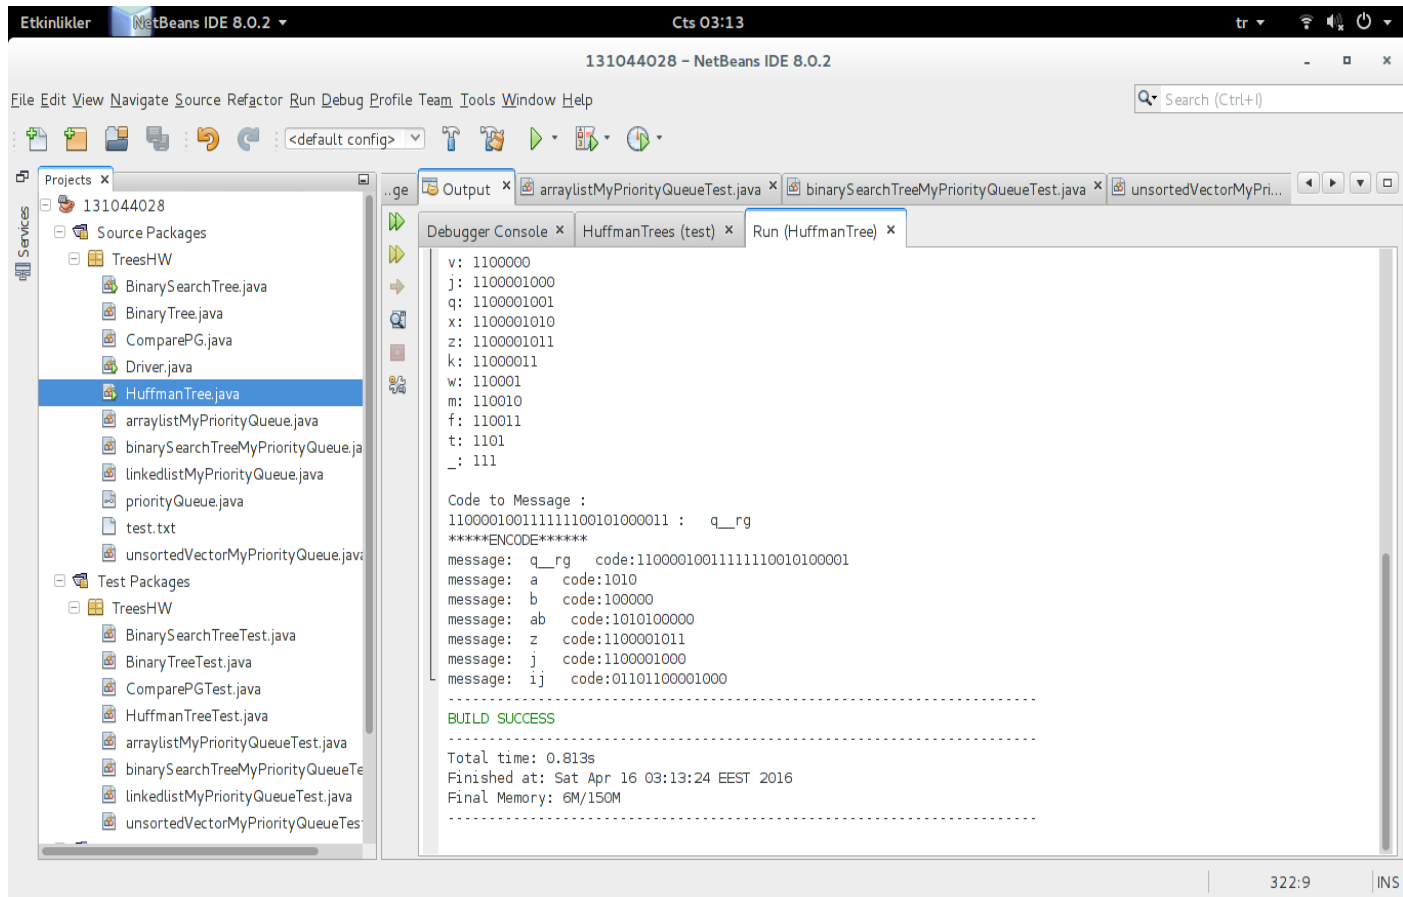 Etkinlikler NetBeans IDE 8.0.2 Cts 03:13 tr
131044028 – NetBeans IDE 8.0.2
File Edit View Navigate Source Refactor Run Debug Profile Team Tools Window Help Search (Ctrl+I)
<default config>
Projects
..ge Output arraylistMyPriorityQueueTest.java binarySearchTreeMyPriorityQueueTest.java unsortedVectorMyPri...
Services
Debugger Console HuffmanTrees (test) Run (HuffmanTree)
131044028
Source Packages
TreesHW
BinarySearchTree.java
BinaryTree.java
ComparePG.java
Driver.java
HuffmanTree.java
arraylistMyPriorityQueue.java
binarySearchTreeMyPriorityQueue.ja
linkedlistMyPriorityQueue.java
priorityQueue.java
test.txt
unsortedVectorMyPriorityQueue.java
Test Packages
TreesHW
BinarySearchTreeTest.java
BinaryTreeTest.java
ComparePGTest.java
HuffmanTreeTest.java
arraylistMyPriorityQueueTest.java
binarySearchTreeMyPriorityQueueTe
linkedlistMyPriorityQueueTest.java
unsortedVectorMyPriorityQueueTes
v: 1100000
j: 1100001000
q: 1100001001
x: 1100001010
z: 1100001011
k: 11000011
w: 110001
m: 110010
f: 110011
t: 1101
_: 111
Code to Message :
110000100111111100101000011 : q__rg
*****ENCODE******
message: q__rg code:110000100111111110010100001
message: a code:1010
message: b code:100000
message: ab code:1010100000
message: z code:1100001011
message: j code:1100001000
message: ij code:01101100001000
------------------------------------------------------------------------
BUILD SUCCESS
------------------------------------------------------------------------
Total time: 0.813s
Finished at: Sat Apr 16 03:13:24 EEST 2016
Final Memory: 6M/150M
------------------------------------------------------------------------
322:9 INS